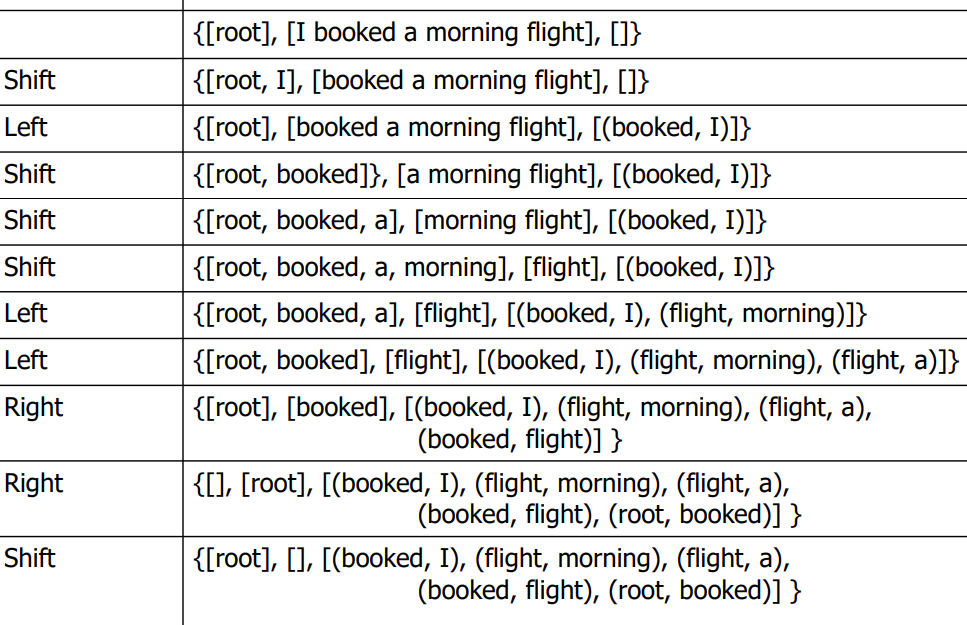 {[root], [I booked a morning flight], []}
Shift {[root, I], [booked a morning flight], []}
Left {[root], [booked a morning flight], [(booked, I)]}
Shift {[root, booked]}, [a morning flight], [(booked, I)]}
Shift {[root, booked, a], [morning flight], [(booked, I)]}
Shift {[root, booked, a, morning], [flight], [(booked, I)]}
Left {[root, booked, a], [flight], [(booked, I), (flight, morning)]}
Left {[root, booked], [flight], [(booked, I), (flight, morning), (flight, a)]}
Right {[root], [booked], [(booked, I), (flight, morning), (flight, a),
(booked, flight)] }
Right {[], [root], [(booked, I), (flight, morning), (flight, a),
(booked, flight), (root, booked)] }
Shift {[root], [], [(booked, I), (flight, morning), (flight, a),
(booked, flight), (root, booked)] }